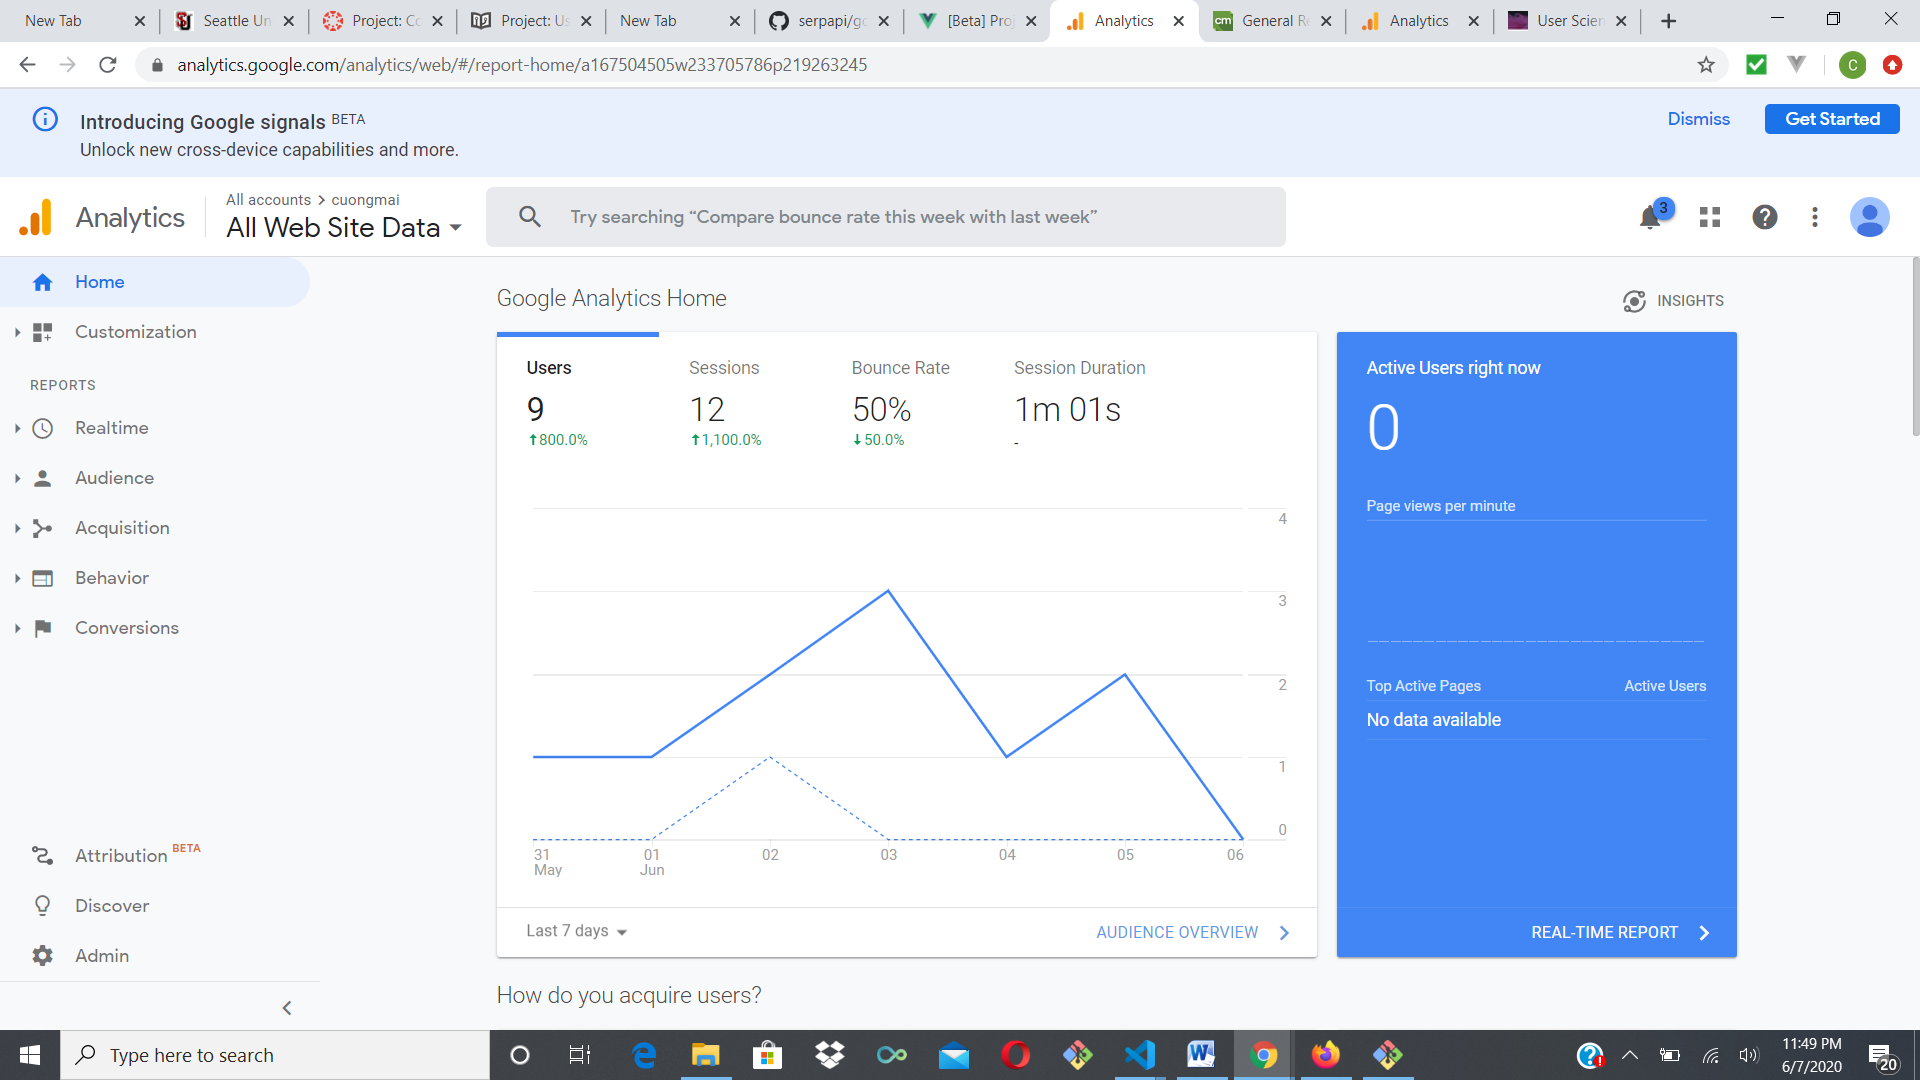 New Tab
Seattle Un
Project: Co
Project: Us
New Tab
serpapi/go
[Beta] Proj
Analytics
General Re
Analytics
User Scien
analytics.google.com/analytics/web/#/report-home/a167504505w233705786p219263245
C
Introducing Google signals BETA
Unlock new cross-device capabilities and more.
Dismiss
Get Started
Analytics
All accounts > cuongmai
All Web Site Data
Try searching “Compare bounce rate this week with last week”
3
Home
Customization
REPORTS
Realtime
Audience
Acquisition
Behavior
Conversions
Attribution BETA
Discover
Admin
Google Analytics Home
INSIGHTS
Users
9
800.0%
Sessions
12
1,100.0%
Bounce Rate
50%
50.0%
Session Duration
1m 01s
-
4
3
2
1
0
31 May
01 Jun
02
03
04
05
06
Last 7 days
AUDIENCE OVERVIEW
Active Users right now
0
Page views per minute
Top Active Pages
Active Users
No data available
REAL-TIME REPORT
How do you acquire users?
Type here to search
11:49 PM
6/7/2020
20